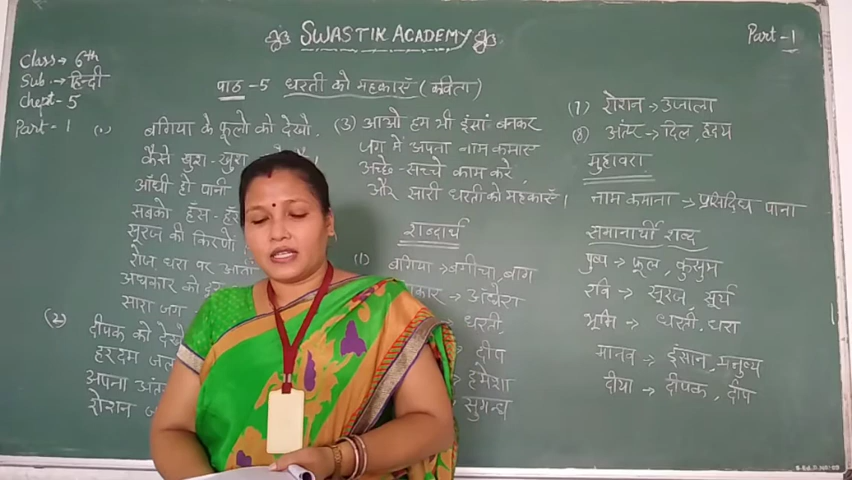 SWASTIK ACADEMY
Part - 1
Class → 6th
Sub. → हिन्दी
Chept - 5
Part - 1
पाठ - 5 धरती को महकाएँ (कविता)
(1) बगिया के फूलों को देखो
कैसे खुश-खुश
आँधी हो पानी
सबको हँस-
सूरज की किरणों
रोज धरा पर आती
अंधकार को
सारा जग
(2) दीपक को देखो
हरदम
अपना
रोशन
(3) आओ हम भी इंसां बनकर
जग में अपना नाम कमाएँ
अच्छे-सच्चे काम करें,
और सारी धरती को महकाएँ।
शब्दार्थ
(1) बगिया → बगीचा, बाग
कार → अंधेरा
धरती
दीप
→ हमेशा
सुगन्ध
(7) रोशन → उजाला
(8) अंतर → दिल, हृदय
मुहावरा
नाम कमाना → प्रसिद्धि पाना
समानार्थी शब्द
पुष्प → फूल, कुसुम
रवि → सूरज, सूर्य
भूमि → धरती, धरा
मानव → इंसान, मनुष्य
दीया → दीपक, दीप